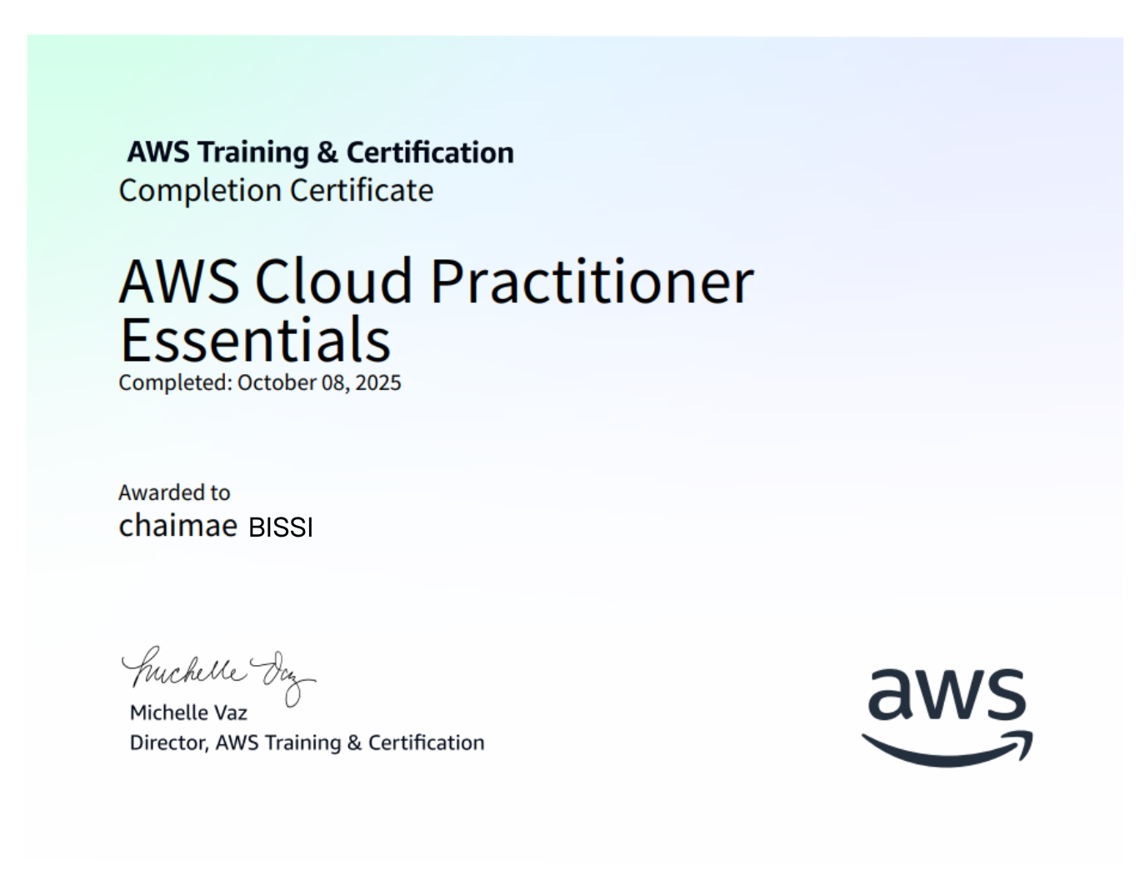 AWS Training & Certification
Completion Certificate
AWS Cloud Practitioner
Essentials
Completed: October 08, 2025
Awarded to
chaimae BISSI
Michelle Vaz
Michelle Vaz
Director, AWS Training & Certification
aws